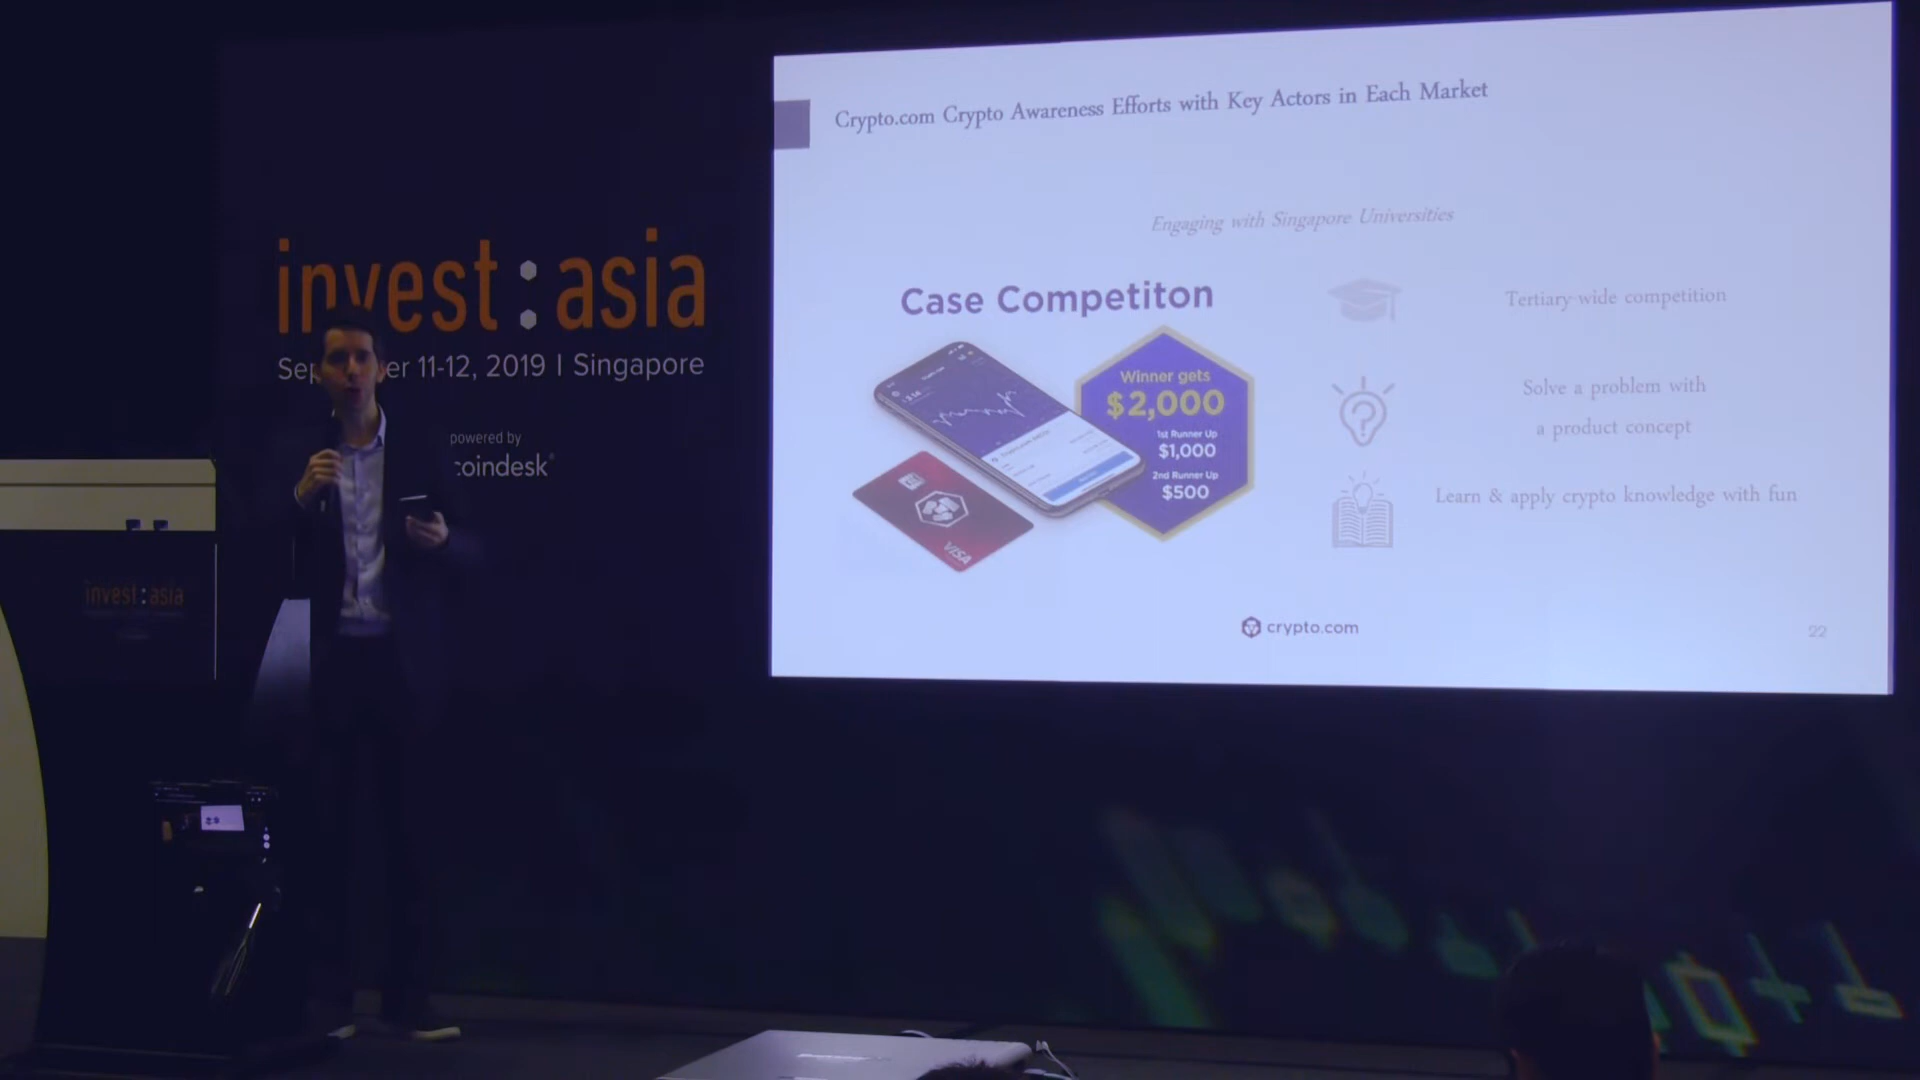 invest:asia
Sep er 11-12, 2019 | Singapore
powered by
coindesk
invest:asia
Crypto.com Crypto Awareness Efforts with Key Actors in Each Market
Engaging with Singapore Universities
Case Competiton
Winner gets
$2,000
1st Runner Up
$1,000
2nd Runner Up
$500
VISA
Tertiary-wide competition
Solve a problem with
a product concept
Learn & apply crypto knowledge with fun
crypto.com
22